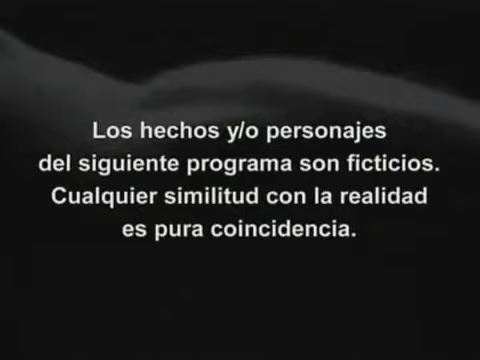 Los hechos y/o personajes
del siguiente programa son ficticios.
Cualquier similitud con la realidad
es pura coincidencia.